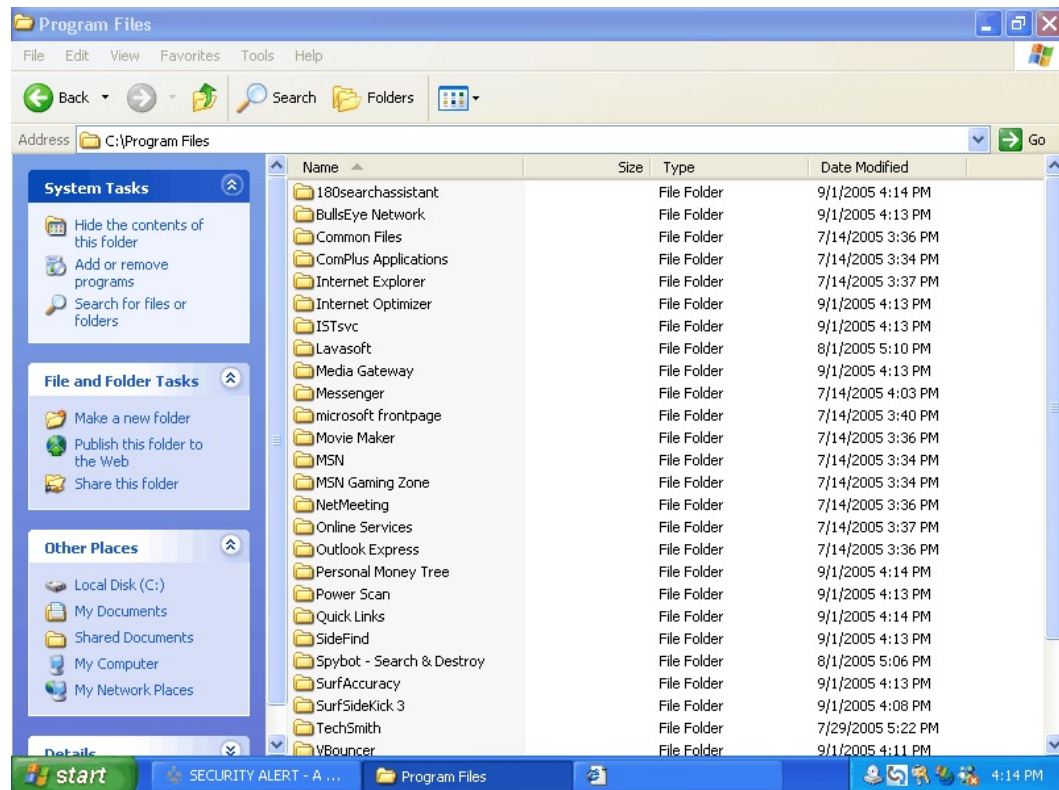 Program Files
File Edit View Favorites Tools Help
Back Search Folders
Address C:\Program Files Go
System Tasks
Hide the contents of
this folder
Add or remove
programs
Search for files or
folders
File and Folder Tasks
Make a new folder
Publish this folder to
the Web
Share this folder
Other Places
Local Disk (C:)
My Documents
Shared Documents
My Computer
My Network Places
Details
Name Size Type Date Modified
180searchassistant File Folder 9/1/2005 4:14 PM
BullsEye Network File Folder 9/1/2005 4:13 PM
Common Files File Folder 7/14/2005 3:36 PM
ComPlus Applications File Folder 7/14/2005 3:34 PM
Internet Explorer File Folder 7/14/2005 3:37 PM
Internet Optimizer File Folder 9/1/2005 4:13 PM
ISTsvc File Folder 9/1/2005 4:13 PM
Lavasoft File Folder 8/1/2005 5:10 PM
Media Gateway File Folder 9/1/2005 4:13 PM
Messenger File Folder 7/14/2005 4:03 PM
microsoft frontpage File Folder 7/14/2005 3:40 PM
Movie Maker File Folder 7/14/2005 3:36 PM
MSN File Folder 7/14/2005 3:34 PM
MSN Gaming Zone File Folder 7/14/2005 3:34 PM
NetMeeting File Folder 7/14/2005 3:36 PM
Online Services File Folder 7/14/2005 3:37 PM
Outlook Express File Folder 7/14/2005 3:36 PM
Personal Money Tree File Folder 9/1/2005 4:14 PM
Power Scan File Folder 9/1/2005 4:13 PM
Quick Links File Folder 9/1/2005 4:14 PM
SideFind File Folder 9/1/2005 4:13 PM
Spybot - Search & Destroy File Folder 8/1/2005 5:06 PM
SurfAccuracy File Folder 9/1/2005 4:13 PM
SurfSideKick 3 File Folder 9/1/2005 4:08 PM
TechSmith File Folder 7/29/2005 5:22 PM
VBouncer File Folder 9/1/2005 4:11 PM
start SECURITY ALERT - A ... Program Files 4:14 PM